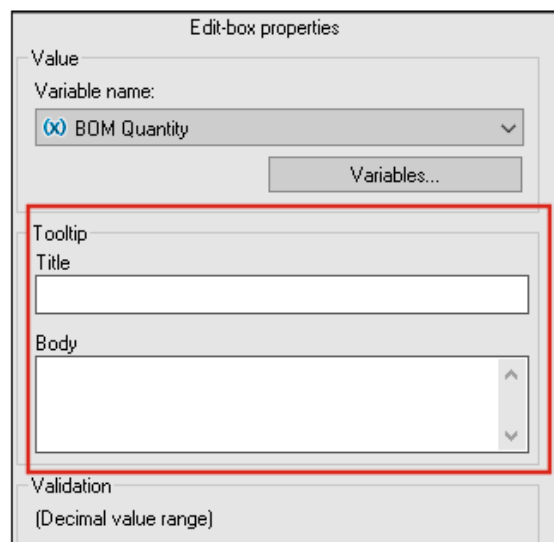 Edit-box properties
Value
Variable name:
(x) BOM Quantity
Variables...
Tooltip
Title
Body
Validation
(Decimal value range)